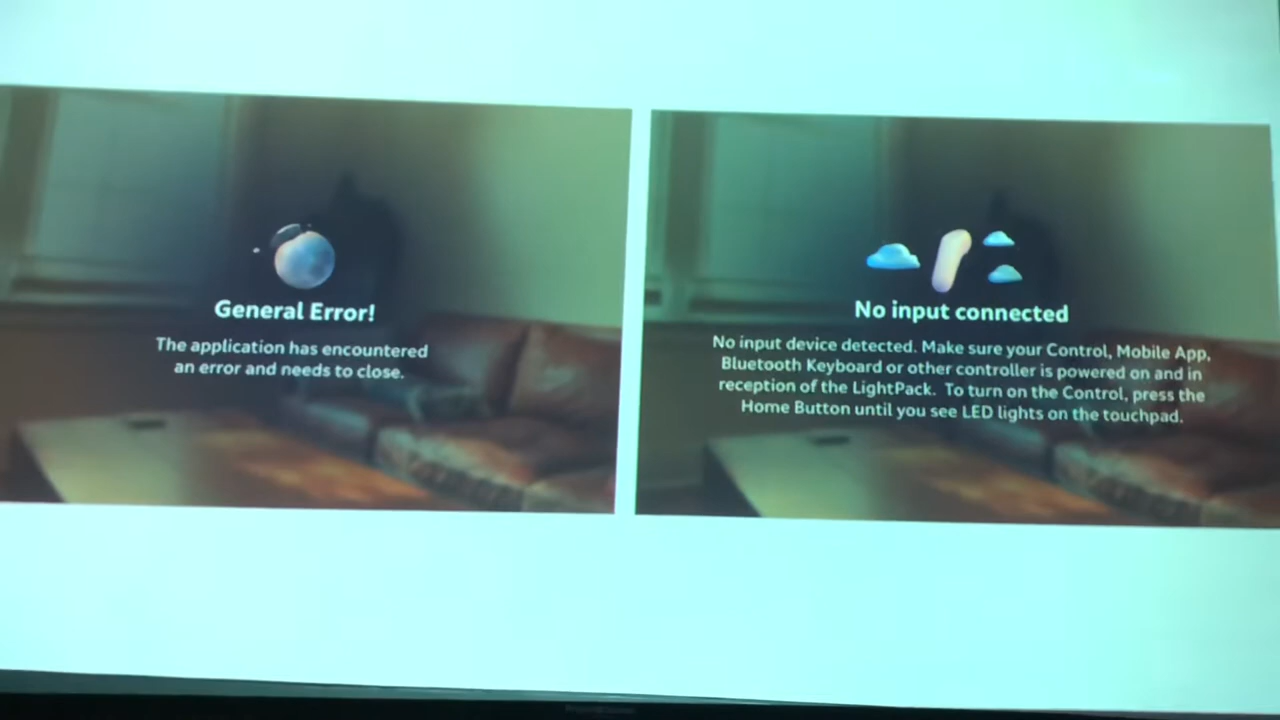 General Error!
The application has encountered
an error and needs to close.
No input connected
No input device detected. Make sure your Control, Mobile App,
Bluetooth Keyboard or other controller is powered on and in
reception of the LightPack. To turn on the Control, press the
Home Button until you see LED lights on the touchpad.